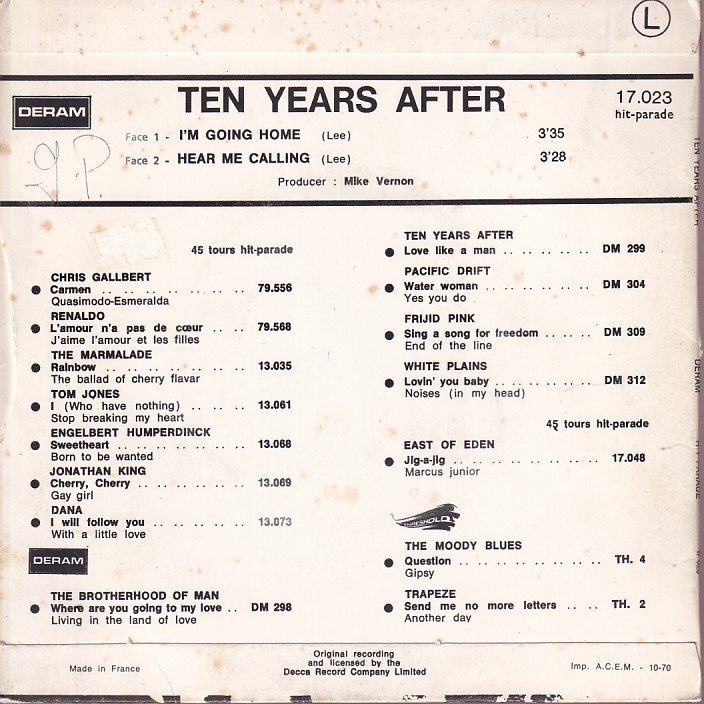 L
DERAM
TEN YEARS AFTER
17.023
hit-parade
Face 1 - I'M GOING HOME (Lee) . 3'35
Face 2 - HEAR ME CALLING (Lee) 3'28
Producer : Mike Vernon
J.P.
45 tours hit-parade
CHRIS GALLBERT
Carmen .. .. .. .. .. .. .. .. 79.556
Quasimodo-Esmeralda
RENALDO
L'amour n'a pas de cœur .. .. 79.568
J'aime l'amour et les filles
THE MARMALADE
Rainbow .. .. .. .. .. .. .. .. 13.035
The ballad of cherry flavar
TOM JONES
I (Who have nothing) .. .. .. 13.061
Stop breaking my heart
ENGELBERT HUMPERDINCK
Sweetheart .. .. .. .. .. .. .. 13.068
Born to be wanted
JONATHAN KING
Cherry, Cherry .. .. .. .. .. .. 13.069
Gay girl
DANA
I will follow you .. .. .. .. .. 13.073
With a little love
DERAM
THE BROTHERHOOD OF MAN
Where are you going to my love .. DM 298
Living in the land of love
TEN YEARS AFTER
Love like a man .. .. .. .. .. DM 299
PACIFIC DRIFT
Water woman .. .. .. .. .. .. DM 304
Yes you do
FRIJID PINK
Sing a song for freedom .. .. .. DM 309
End of the line
WHITE PLAINS
Lovin' you baby .. .. .. .. .. DM 312
Noises (in my head)
45 tours hit-parade
EAST OF EDEN
Jig-a-jig .. .. .. .. .. .. .. .. 17.048
Marcus junior
THRESHOLD
THE MOODY BLUES
Question .. .. .. .. .. .. .. .. TH. 4
Gipsy
TRAPEZE
Send me no more letters .. .. .. TH. 2
Another day
Made in France
Original recording
and licensed by the
Decca Record Company Limited
Imp. A.C.E.M. - 10-70
TEN YEARS AFTER
DERAM
HIT PARADE